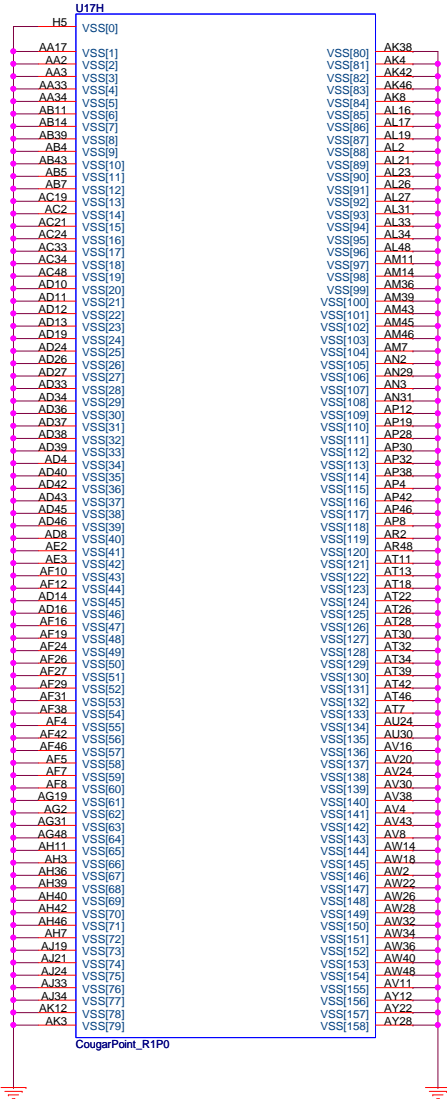 U17H
H5 VSS[0]
AA17 VSS[1] VSS[80] AK38
AA2 VSS[2] VSS[81] AK4
AA3 VSS[3] VSS[82] AK42
AA33 VSS[4] VSS[83] AK46
AA34 VSS[5] VSS[84] AK8
AB11 VSS[6] VSS[85] AL16
AB14 VSS[7] VSS[86] AL17
AB39 VSS[8] VSS[87] AL19
AB4 VSS[9] VSS[88] AL2
AB43 VSS[10] VSS[89] AL21
AB5 VSS[11] VSS[90] AL23
AB7 VSS[12] VSS[91] AL26
AC19 VSS[13] VSS[92] AL27
AC2 VSS[14] VSS[93] AL31
AC21 VSS[15] VSS[94] AL33
AC24 VSS[16] VSS[95] AL34
AC33 VSS[17] VSS[96] AL48
AC34 VSS[18] VSS[97] AM11
AC48 VSS[19] VSS[98] AM14
AD10 VSS[20] VSS[99] AM36
AD11 VSS[21] VSS[100] AM39
AD12 VSS[22] VSS[101] AM43
AD13 VSS[23] VSS[102] AM45
AD19 VSS[24] VSS[103] AM46
AD24 VSS[25] VSS[104] AM7
AD26 VSS[26] VSS[105] AN2
AD27 VSS[27] VSS[106] AN29
AD33 VSS[28] VSS[107] AN3
AD34 VSS[29] VSS[108] AN31
AD36 VSS[30] VSS[109] AP12
AD37 VSS[31] VSS[110] AP19
AD38 VSS[32] VSS[111] AP28
AD39 VSS[33] VSS[112] AP30
AD4 VSS[34] VSS[113] AP32
AD40 VSS[35] VSS[114] AP38
AD42 VSS[36] VSS[115] AP4
AD43 VSS[37] VSS[116] AP42
AD45 VSS[38] VSS[117] AP46
AD46 VSS[39] VSS[118] AP8
AD8 VSS[40] VSS[119] AR2
AE2 VSS[41] VSS[120] AR48
AE3 VSS[42] VSS[121] AT11
AF10 VSS[43] VSS[122] AT13
AF12 VSS[44] VSS[123] AT18
AD14 VSS[45] VSS[124] AT22
AD16 VSS[46] VSS[125] AT26
AF16 VSS[47] VSS[126] AT28
AF19 VSS[48] VSS[127] AT30
AF24 VSS[49] VSS[128] AT32
AF26 VSS[50] VSS[129] AT34
AF27 VSS[51] VSS[130] AT39
AF29 VSS[52] VSS[131] AT42
AF31 VSS[53] VSS[132] AT46
AF38 VSS[54] VSS[133] AT7
AF4 VSS[55] VSS[134] AU24
AF42 VSS[56] VSS[135] AU30
AF46 VSS[57] VSS[136] AV16
AF5 VSS[58] VSS[137] AV20
AF7 VSS[59] VSS[138] AV24
AF8 VSS[60] VSS[139] AV30
AG19 VSS[61] VSS[140] AV38
AG2 VSS[62] VSS[141] AV4
AG31 VSS[63] VSS[142] AV43
AG48 VSS[64] VSS[143] AV8
AH11 VSS[65] VSS[144] AW14
AH3 VSS[66] VSS[145] AW18
AH36 VSS[67] VSS[146] AW2
AH39 VSS[68] VSS[147] AW22
AH40 VSS[69] VSS[148] AW26
AH42 VSS[70] VSS[149] AW28
AH46 VSS[71] VSS[150] AW32
AH7 VSS[72] VSS[151] AW34
AJ19 VSS[73] VSS[152] AW36
AJ21 VSS[74] VSS[153] AW40
AJ24 VSS[75] VSS[154] AW48
AJ33 VSS[76] VSS[155] AV11
AJ34 VSS[77] VSS[156] AY12
AK12 VSS[78] VSS[157] AY22
AK3 VSS[79] VSS[158] AY28
CougarPoint_R1P0